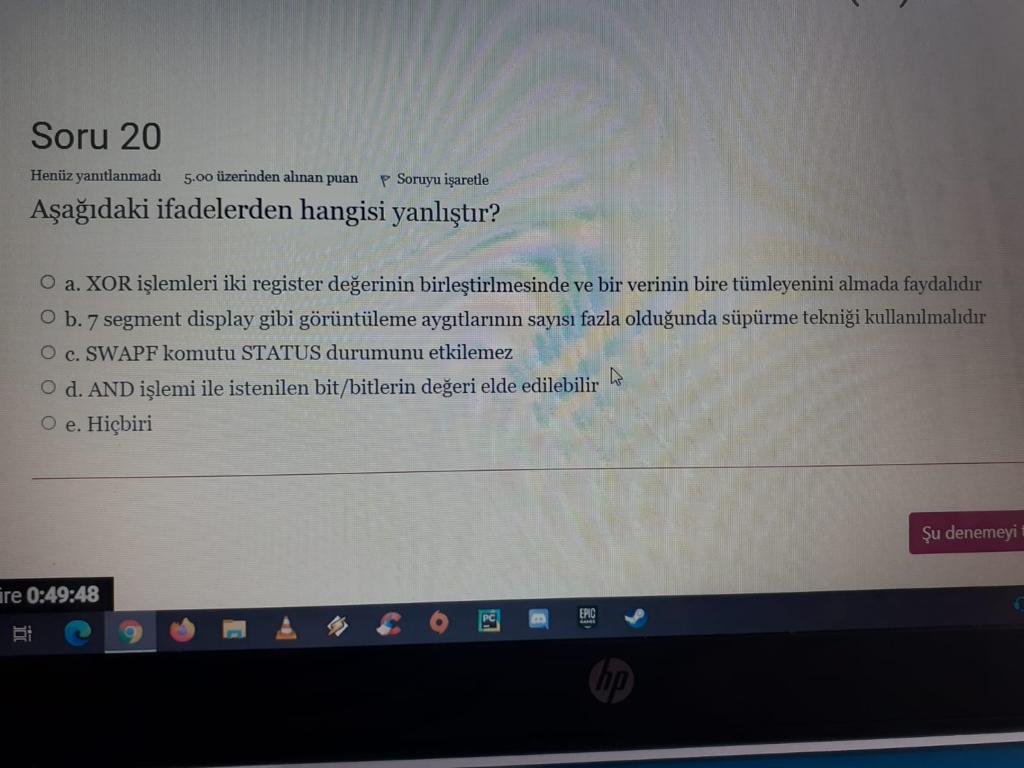 Soru 20
Henüz yanıtlanmadı 5.00 üzerinden alınan puan Soruyu işaretle
Aşağıdaki ifadelerden hangisi yanlıştır?
a. XOR işlemleri iki register değerinin birleştirlmesinde ve bir verinin bire tümleyenini almada faydalıdır
b. 7 segment display gibi görüntüleme aygıtlarının sayısı fazla olduğunda süpürme tekniği kullanılmalıdır
c. SWAPF komutu STATUS durumunu etkilemez
d. AND işlemi ile istenilen bit/bitlerin değeri elde edilebilir
e. Hiçbiri
Şu denemeyi
0:49:48
PC
EPIC
GAMES
hp